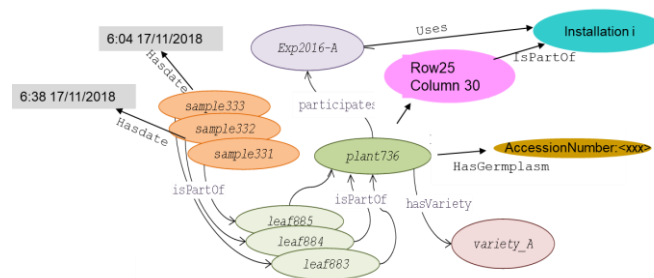 6:04 17/11/2018
Exp2016-A
Uses
Installation i
Hasdate
Row25
Column 30
IsPartOf
6:38 17/11/2018
sample333
participate
Hasdate
sample332
sample331
plant736
AccessionNumber:<xxx>
HasGermplasm
isPartOf
isPartOf
hasVariety
leaf885
leaf884
leaf883
variety_A